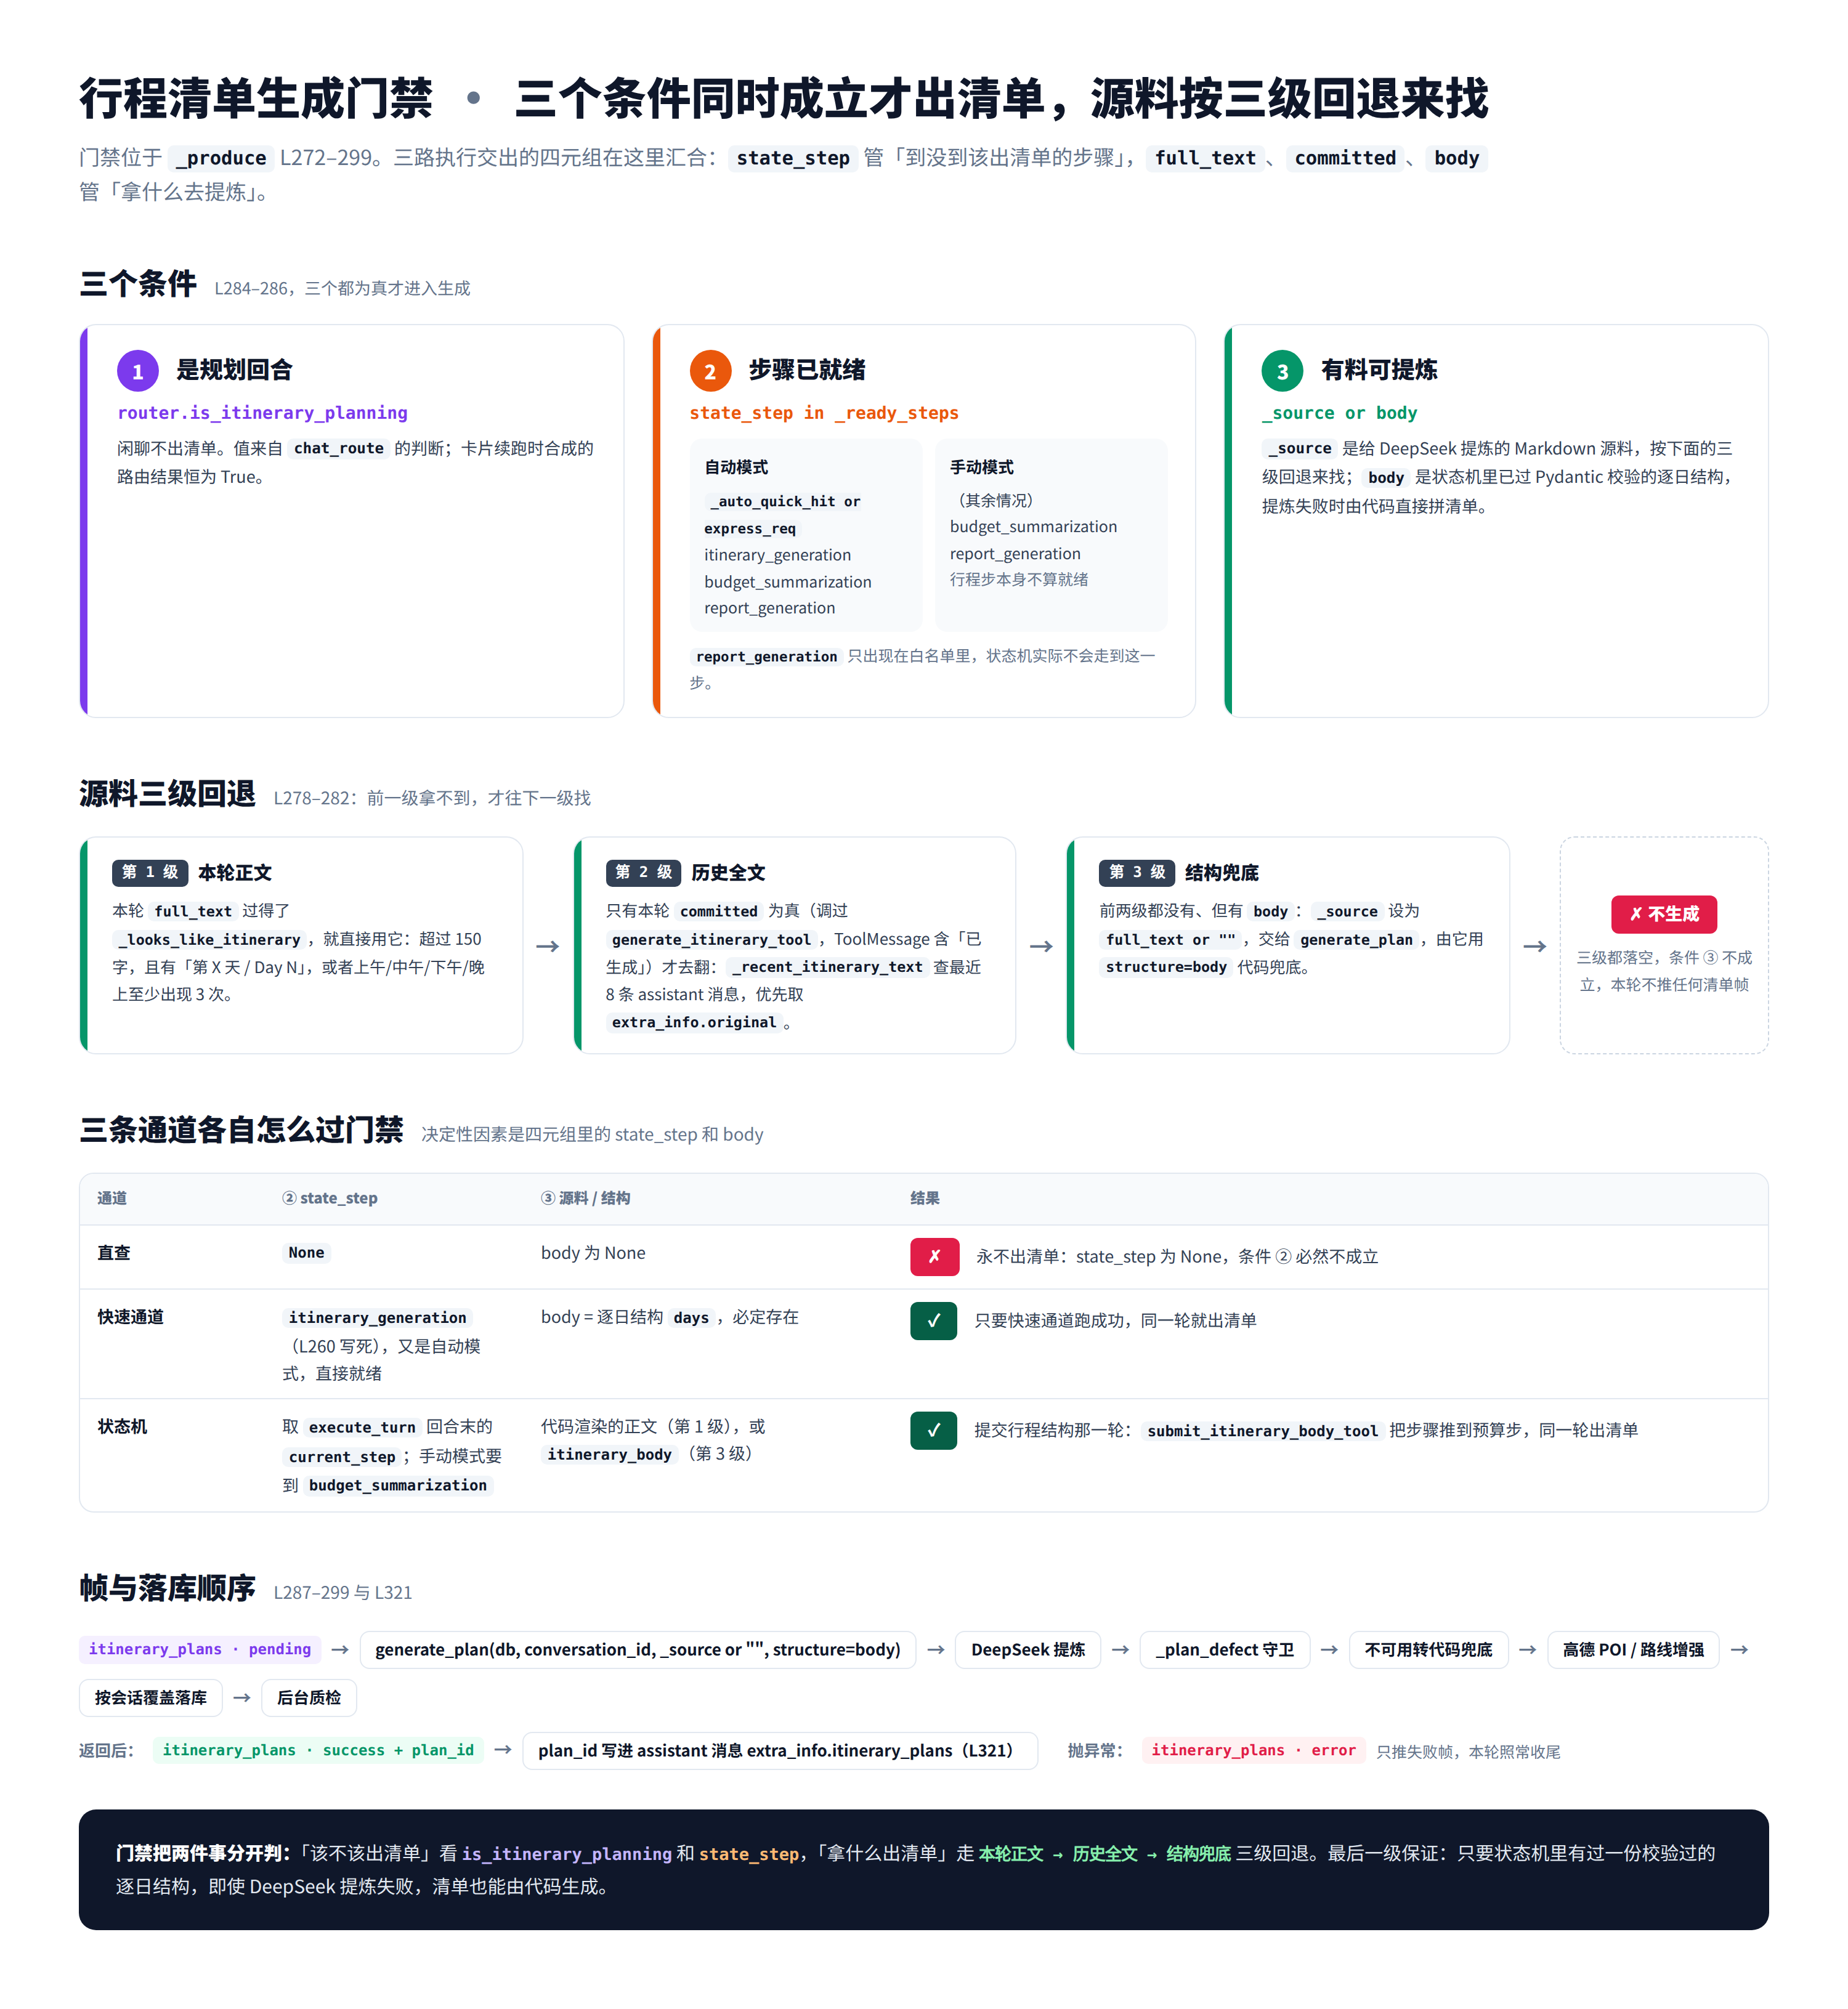 行程清单生成门禁 • 三个条件同时成立才出清单，源料按三级回退来找
门禁位于 _produce L272–299。三路执行交出的四元组在这里汇合：state_step 管「到没到该出清单的步骤」，full_text、committed、body
管「拿什么去提炼」。
三个条件 L284–286，三个都为真才进入生成
1 是规划回合
router.is_itinerary_planning
闲聊不出清单。值来自 chat_route 的判断；卡片续跑时合成的
路由结果恒为 True。
2 步骤已就绪
state_step in _ready_steps
自动模式
_auto_quick_hit or
express_req
itinerary_generation
budget_summarization
report_generation
手动模式
（其余情况）
budget_summarization
report_generation
行程步本身不算就绪
report_generation 只出现在白名单里，状态机实际不会走到这一
步。
3 有料可提炼
_source or body
_source 是给 DeepSeek 提炼的 Markdown 源料，按下面的三
级回退来找；body 是状态机里已过 Pydantic 校验的逐日结构，
提炼失败时由代码直接拼清单。
源料三级回退 L278–282：前一级拿不到，才往下一级找
第 1 级 本轮正文
本轮 full_text 过得了
_looks_like_itinerary，就直接用它：超过 150
字，且有「第 X 天 / Day N」，或者上午/中午/下午/晚
上至少出现 3 次。
→
第 2 级 历史全文
只有本轮 committed 为真（调过
generate_itinerary_tool，ToolMessage 含「已
生成」）才去翻：_recent_itinerary_text 查最近
8 条 assistant 消息，优先取
extra_info.original。
→
第 3 级 结构兜底
前两级都没有、但有 body：_source 设为
full_text or ""，交给 generate_plan，由它用
structure=body 代码兜底。
→
✗ 不生成
三级都落空，条件 ③ 不成
立，本轮不推任何清单帧
三条通道各自怎么过门禁 决定性因素是四元组里的 state_step 和 body
通道 ② state_step ③ 源料 / 结构 结果
直查 None body 为 None ✗ 永不出清单：state_step 为 None，条件 ② 必然不成立
快速通道 itinerary_generation body = 逐日结构 days，必定存在 ✓ 只要快速通道跑成功，同一轮就出清单
（L260 写死），又是自动模
式，直接就绪
状态机 取 execute_turn 回合末的 代码渲染的正文（第 1 级），或 ✓ 提交行程结构那一轮：submit_itinerary_body_tool 把步骤推到预算步，同一轮出清单
current_step；手动模式要 itinerary_body（第 3 级）
到 budget_summarization
帧与落库顺序 L287–299 与 L321
itinerary_plans · pending → generate_plan(db, conversation_id, _source or "", structure=body) → DeepSeek 提炼 → _plan_defect 守卫 → 不可用转代码兜底 → 高德 POI / 路线增强 →
按会话覆盖落库 → 后台质检
返回后： itinerary_plans · success + plan_id → plan_id 写进 assistant 消息 extra_info.itinerary_plans（L321） 抛异常： itinerary_plans · error 只推失败帧，本轮照常收尾
门禁把两件事分开判：「该不该出清单」看 is_itinerary_planning 和 state_step，「拿什么出清单」走 本轮正文 → 历史全文 → 结构兜底 三级回退。最后一级保证：只要状态机里有过一份校验过的
逐日结构，即使 DeepSeek 提炼失败，清单也能由代码生成。